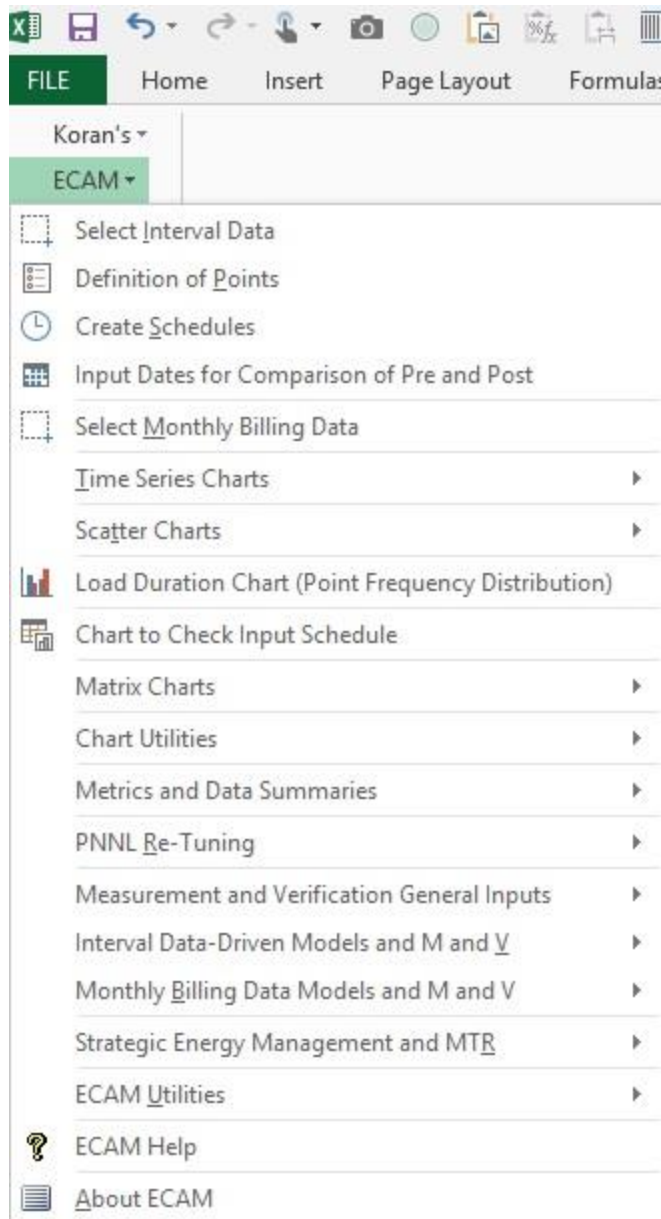 FILE Home Insert Page Layout Formulas
Koran's
ECAM
Select Interval Data
Definition of Points
Create Schedules
Input Dates for Comparison of Pre and Post
Select Monthly Billing Data
Time Series Charts
Scatter Charts
Load Duration Chart (Point Frequency Distribution)
Chart to Check Input Schedule
Matrix Charts
Chart Utilities
Metrics and Data Summaries
PNNL Re-Tuning
Measurement and Verification General Inputs
Interval Data-Driven Models and M and V
Monthly Billing Data Models and M and V
Strategic Energy Management and MTR
ECAM Utilities
ECAM Help
About ECAM